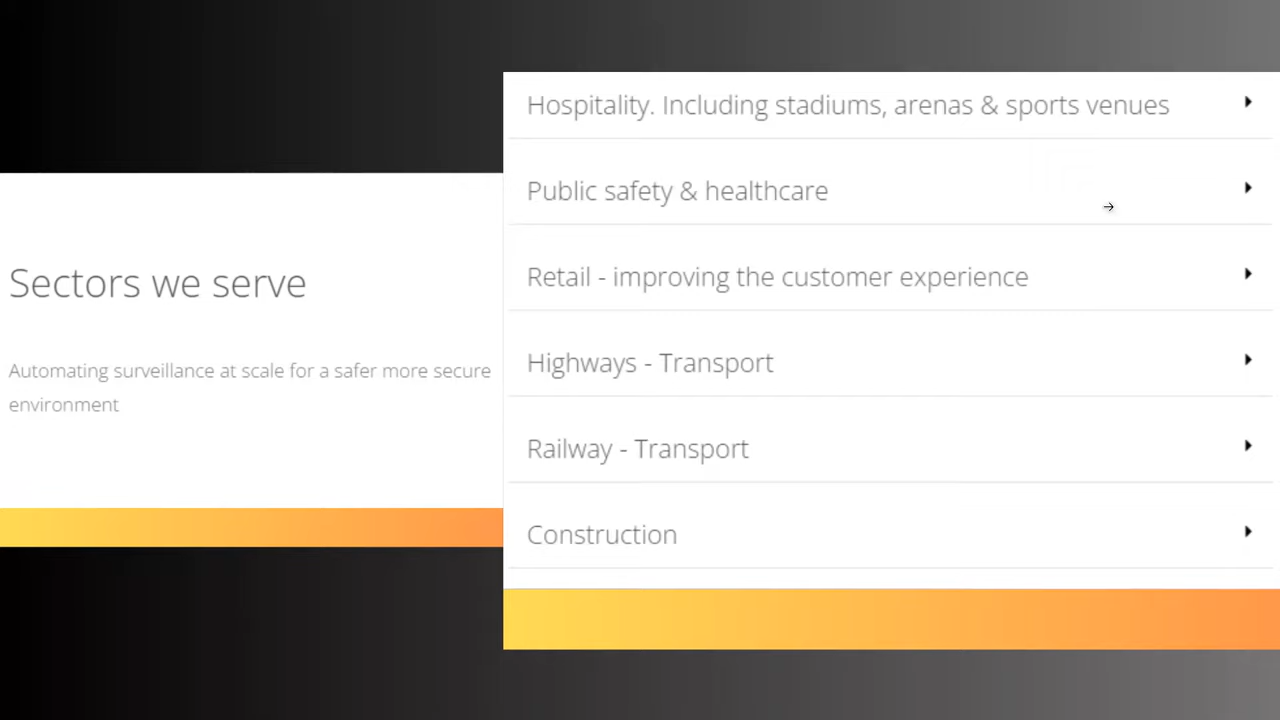 Sectors we serve
Automating surveillance at scale for a safer more secure
environment
Hospitality. Including stadiums, arenas & sports venues
Public safety & healthcare
Retail - improving the customer experience
Highways - Transport
Railway - Transport
Construction